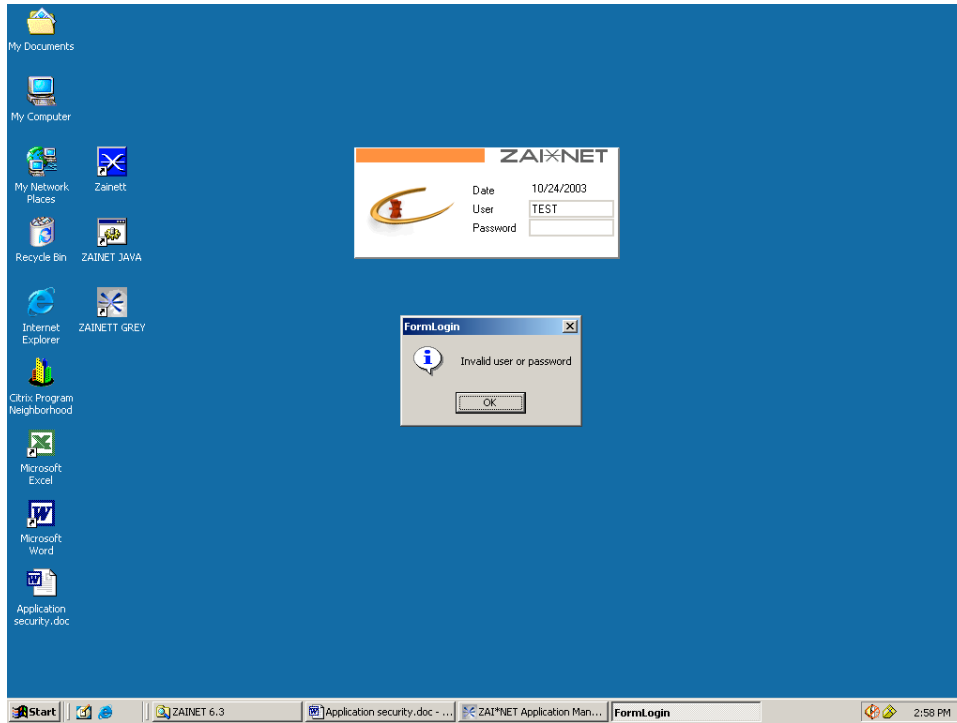 My Documents
My Computer
My Network
Places
Zainett
Recycle Bin
ZAINET JAVA
Internet
Explorer
ZAINETT GREY
Citrix Program
Neighborhood
Microsoft
Excel
Microsoft
Word
Application
security.doc
ZAI*NET
Date 10/24/2003
User TEST
Password
FormLogin
Invalid user or password
OK
Start
ZAINET 6.3
Application security.doc - ...
ZAI*NET Application Man...
FormLogin
2:58 PM